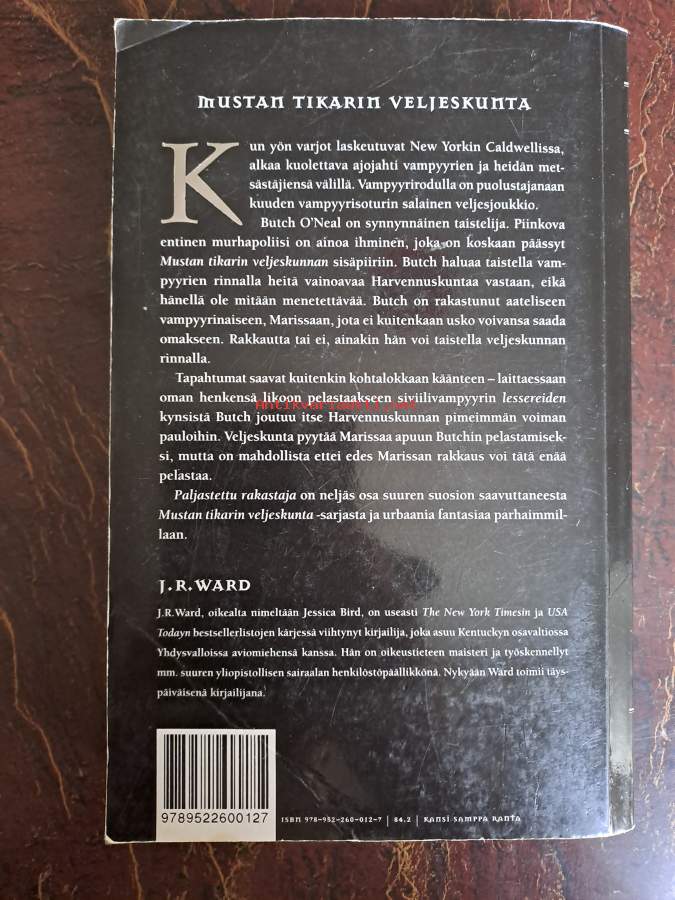 MUSTAN TIKARIN VELJESKUNTA
Kun yön varjot laskeutuvat New Yorkin Caldwellissa,
alkaa kuolettava ajojahti vampyyrien ja heidän met-
sästäjiensä välillä. Vampyyrirodulla on puolustajanaan
kuuden vampyyrisoturin salainen veljesjoukkio.
Butch O'Neal on synnynnäinen taistelija. Piinkova
entinen murhapoliisi on ainoa ihminen, joka on koskaan päässyt
Mustan tikarin veljeskunnan sisäpiiriin. Butch haluaa taistella vam-
pyyrien rinnalla heitä vainoavaa Harvennuskuntaa vastaan, eikä
hänellä ole mitään menetettävää. Butch on rakastunut aateliseen
vampyyrinaiseen, Marissaan, jota ei kuitenkaan usko voivansa saada
omakseen. Rakkautta tai ei, ainakin hän voi taistella veljeskunnan
rinnalla.
Tapahtumat saavat kuitenkin kohtalokkaan käänteen – laittaessaan
oman henkensä likoon pelastaakseen siviilivampyyrin lessereiden
kynsistä Butch joutuu itse Harvennuskunnan pimeimmän voiman
pauloihin. Veljeskunta pyytää Marissaa apuun Butchin pelastamisek-
si, mutta on mahdollista ettei edes Marissan rakkaus voi tätä enää
pelastaa.
Paljastettu rakastaja on neljäs osa suuren suosion saavuttaneesta
Mustan tikarin veljeskunta -sarjasta ja urbaania fantasiaa parhaimmil-
laan.
J.R.WARD
J.R.Ward, oikealta nimeltään Jessica Bird, on useasti The New York Timesin ja USA
Todayn bestsellerlistojen kärjessä viihtynyt kirjailija, joka asuu Kentuckyn osavaltiossa
Yhdysvalloissa aviomiehensä kanssa. Hän on oikeustieteen maisteri ja työskennellyt
mm. suuren yliopistollisen sairaalan henkilöstöpäällikkönä. Nykyään Ward toimii täys-
päiväisenä kirjailijana.
9789522600127
ISBN 978-952-260-012-7 | 84.2 | KANSI SAMPPA RANTA